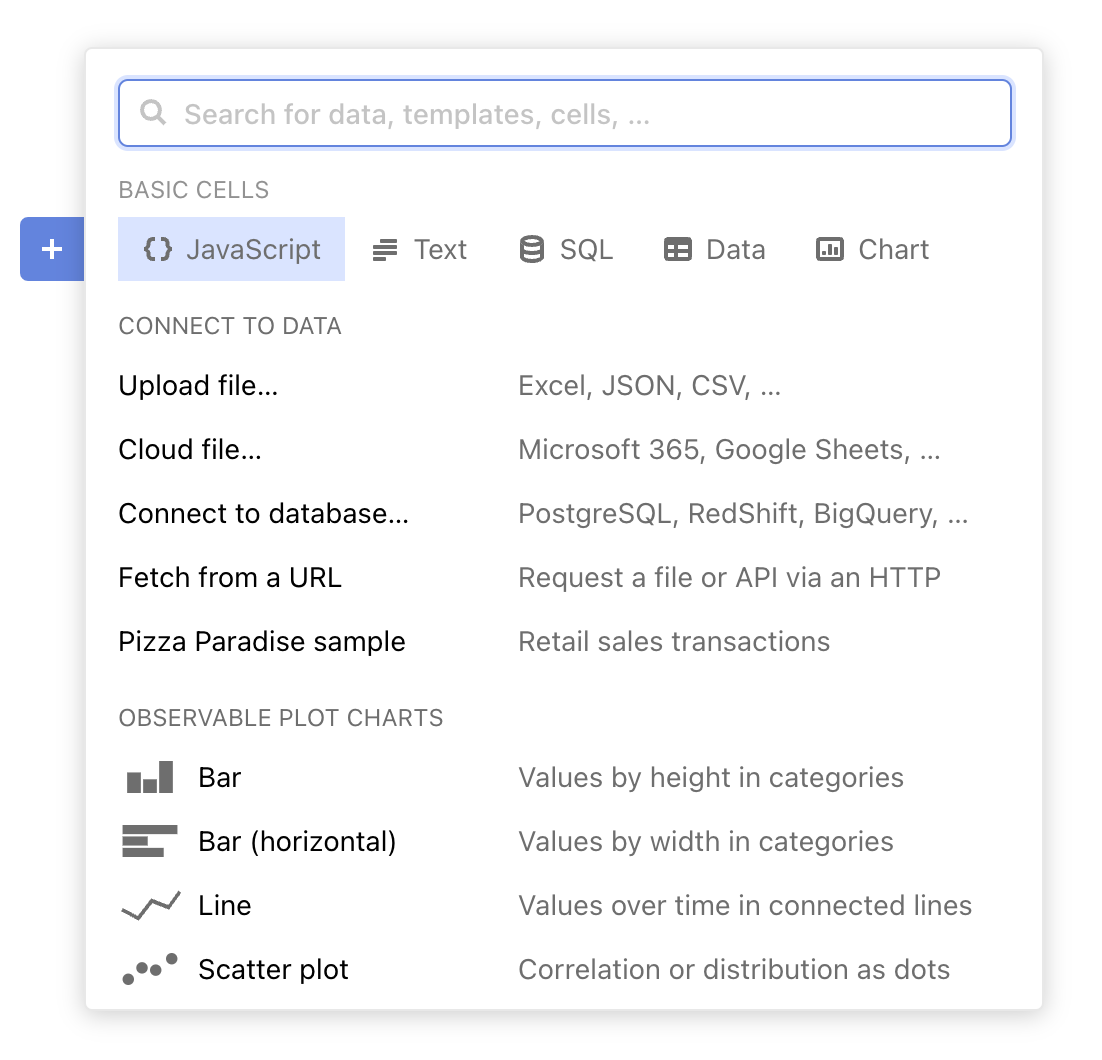 Search for data, templates, cells, ...
BASIC CELLS
JavaScript Text SQL Data Chart
CONNECT TO DATA
Upload file... Excel, JSON, CSV, ...
Cloud file... Microsoft 365, Google Sheets, ...
Connect to database... PostgreSQL, RedShift, BigQuery, ...
Fetch from a URL Request a file or API via an HTTP
Pizza Paradise sample Retail sales transactions
OBSERVABLE PLOT CHARTS
Bar Values by height in categories
Bar (horizontal) Values by width in categories
Line Values over time in connected lines
Scatter plot Correlation or distribution as dots